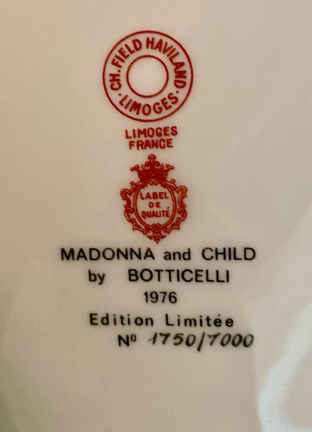 CH. FIELD HAVILAND
· LIMOGES ·
LIMOGES
FRANCE
LABEL
DE
QUALITÉ
MADONNA and CHILD
by BOTTICELLI
1976
Edition Limitée
Nº 1750/7000